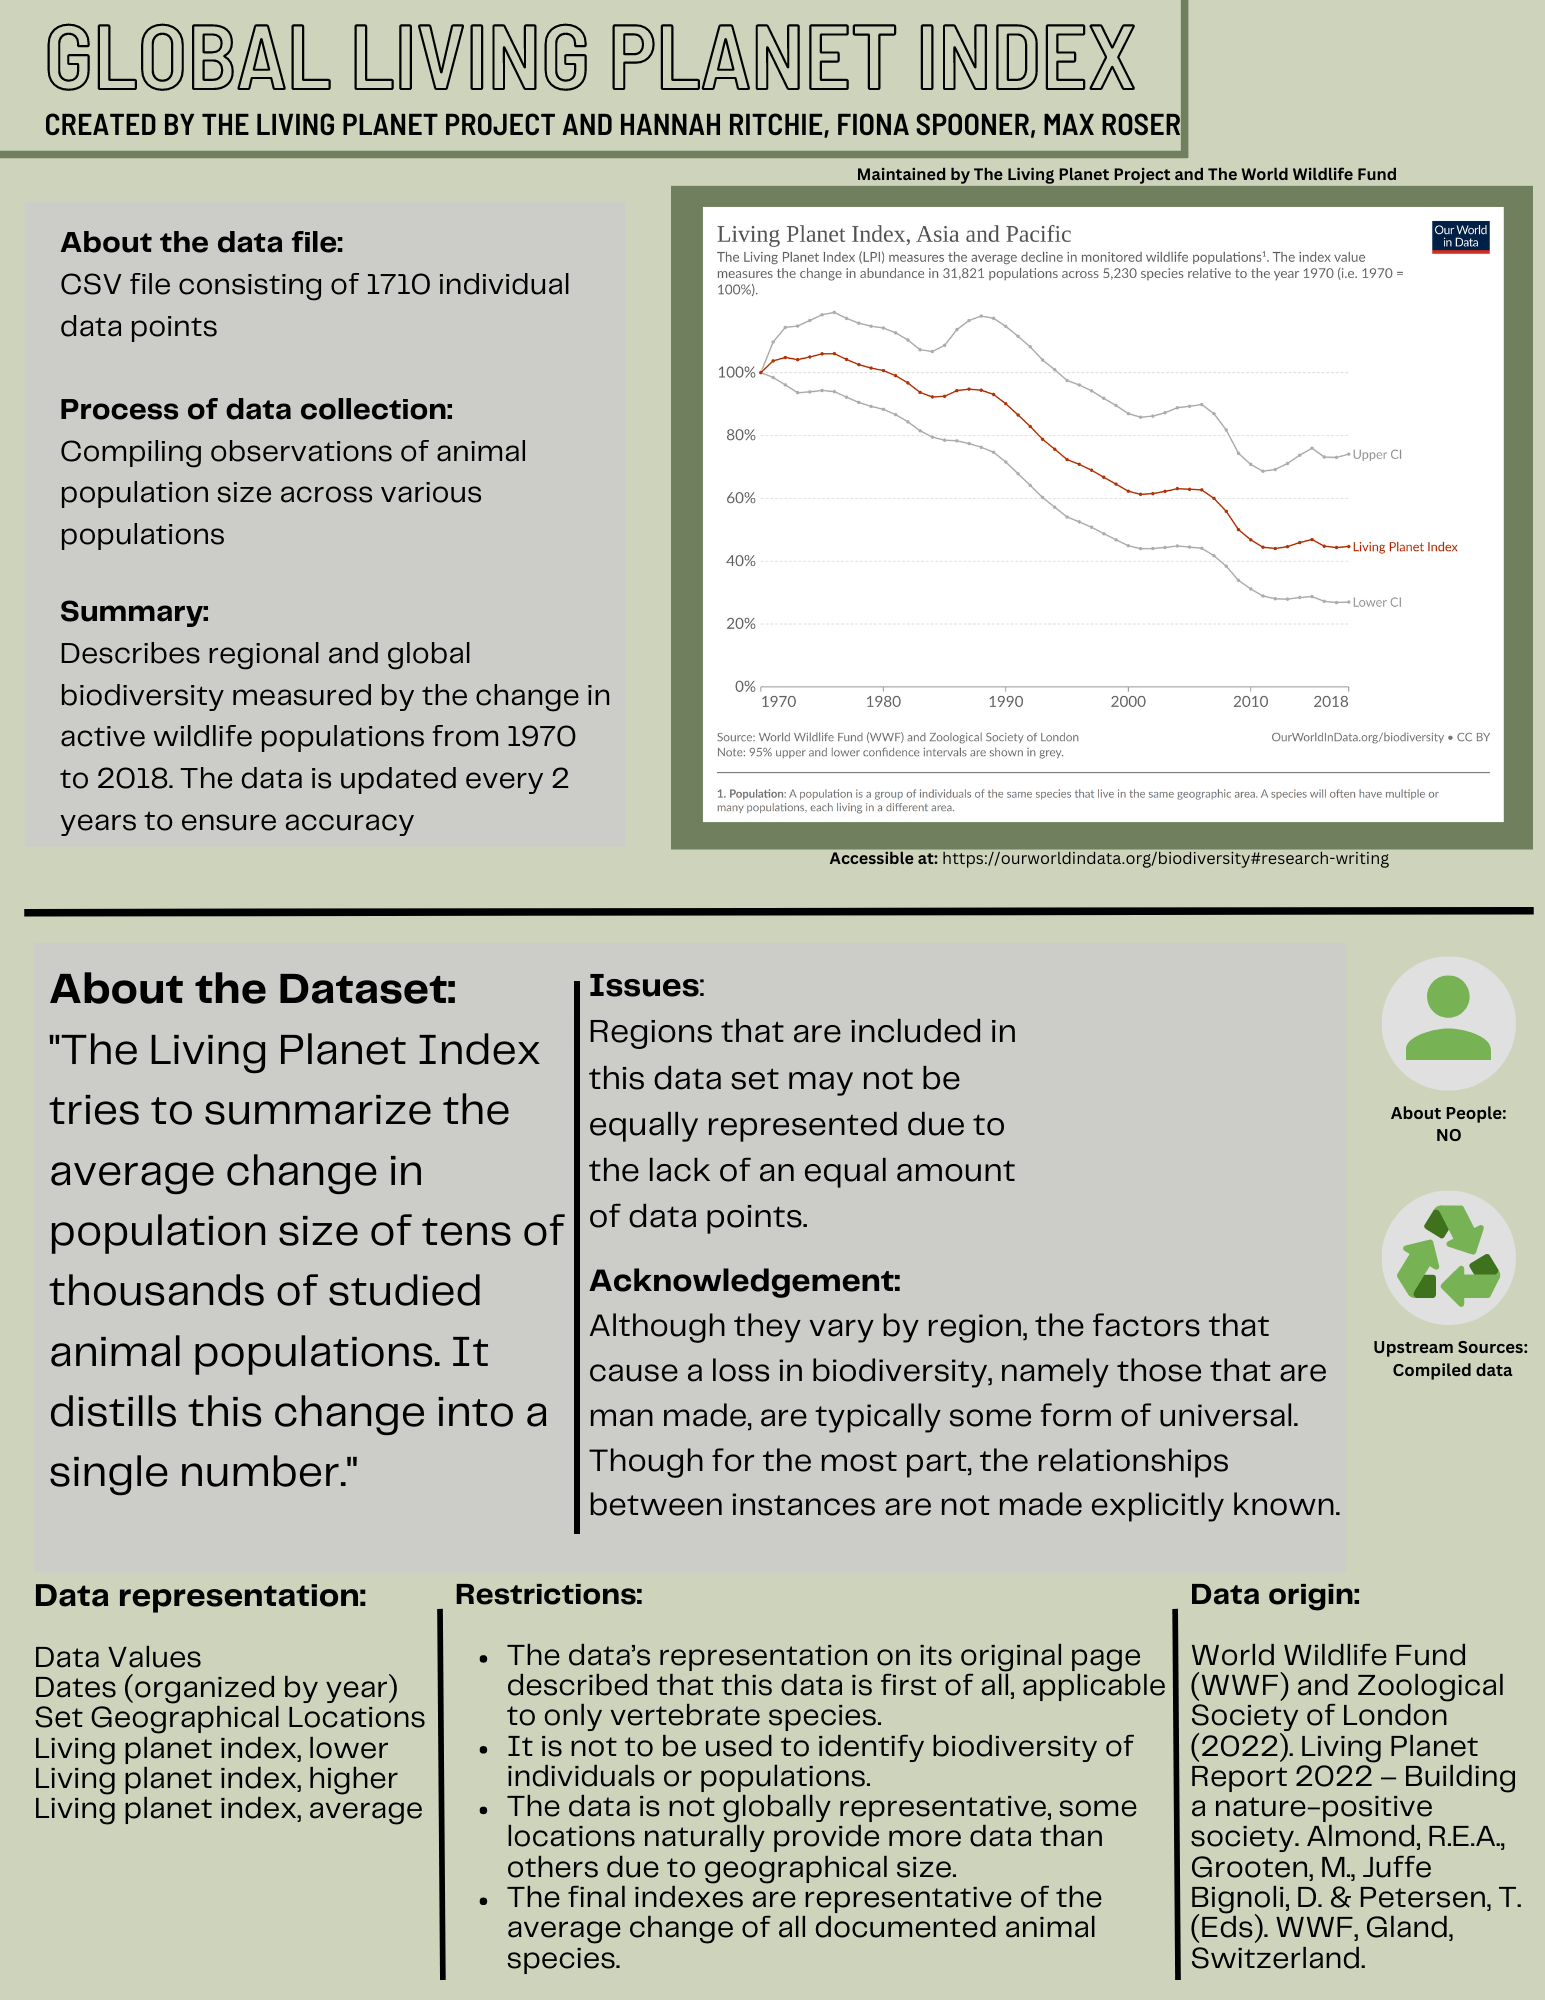 GLOBAL LIVING PLANET INDEX
CREATED BY THE LIVING PLANET PROJECT AND HANNAH RITCHIE, FIONA SPOONER, MAX ROSER
Maintained by The Living Planet Project and The World Wildlife Fund
About the data file:
CSV file consisting of 1710 individual
data points
Process of data collection:
Compiling observations of animal
population size across various
populations
Summary:
Describes regional and global
biodiversity measured by the change in
active wildlife populations from 1970
to 2018. The data is updated every 2
years to ensure accuracy
Living Planet Index, Asia and Pacific
Our World
in Data
The Living Planet Index (LPI) measures the average decline in monitored wildlife populations¹. The index value
measures the change in abundance in 31,821 populations across 5,230 species relative to the year 1970 (i.e. 1970 =
100%).
100%
80%
60%
40%
20%
0%
Upper CI
Living Planet Index
Lower CI
1970 1980 1990 2000 2010 2018
Source: World Wildlife Fund (WWF) and Zoological Society of London
OurWorldInData.org/biodiversity • CC BY
Note: 95% upper and lower confidence intervals are shown in grey.
1. Population: A population is a group of individuals of the same species that live in the same geographic area. A species will often have multiple or
many populations, each living in a different area.
Accessible at: https://ourworldindata.org/biodiversity#research-writing
About the Dataset:
"The Living Planet Index
tries to summarize the
average change in
population size of tens of
thousands of studied
animal populations. It
distills this change into a
single number."
Issues:
Regions that are included in
this data set may not be
equally represented due to
the lack of an equal amount
of data points.
Acknowledgement:
Although they vary by region, the factors that
cause a loss in biodiversity, namely those that are
man made, are typically some form of universal.
Though for the most part, the relationships
between instances are not made explicitly known.
About People:
NO
Upstream Sources:
Compiled data
Data representation:
Data Values
Dates (organized by year)
Set Geographical Locations
Living planet index, lower
Living planet index, higher
Living planet index, average
Restrictions:
• The data’s representation on its original page
described that this data is first of all, applicable
to only vertebrate species.
• It is not to be used to identify biodiversity of
individuals or populations.
• The data is not globally representative, some
locations naturally provide more data than
others due to geographical size.
• The final indexes are representative of the
average change of all documented animal
species.
Data origin:
World Wildlife Fund
(WWF) and Zoological
Society of London
(2022). Living Planet
Report 2022 – Building
a nature-positive
society. Almond, R.E.A.,
Grooten, M., Juffe
Bignoli, D. & Petersen, T.
(Eds). WWF, Gland,
Switzerland.